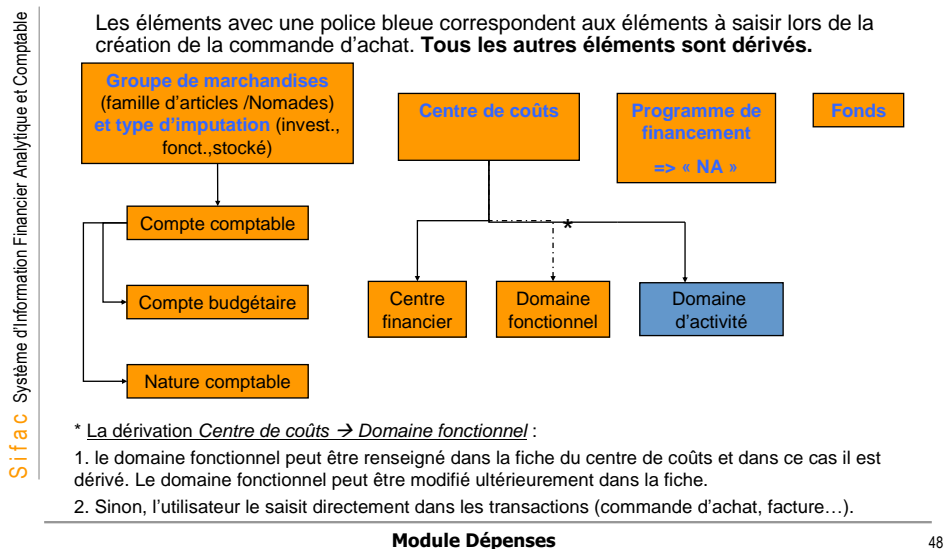 Les éléments avec une police bleue correspondent aux éléments à saisir lors de la
création de la commande d'achat. Tous les autres éléments sont dérivés.
Groupe de marchandises
(famille d'articles /Nomades)
et type d'imputation (invest.,
fonct.,stocké)
Centre de coûts
Programme de
financement
=> « NA »
Fonds
Compte comptable
*
Compte budgétaire
Centre
financier
Domaine
fonctionnel
Domaine
d'activité
Nature comptable
* La dérivation Centre de coûts → Domaine fonctionnel :
1. le domaine fonctionnel peut être renseigné dans la fiche du centre de coûts et dans ce cas il est
dérivé. Le domaine fonctionnel peut être modifié ultérieurement dans la fiche.
2. Sinon, l'utilisateur le saisit directement dans les transactions (commande d'achat, facture…).
Sifac Système d'Information Financier Analytique et Comptable
Module Dépenses
48